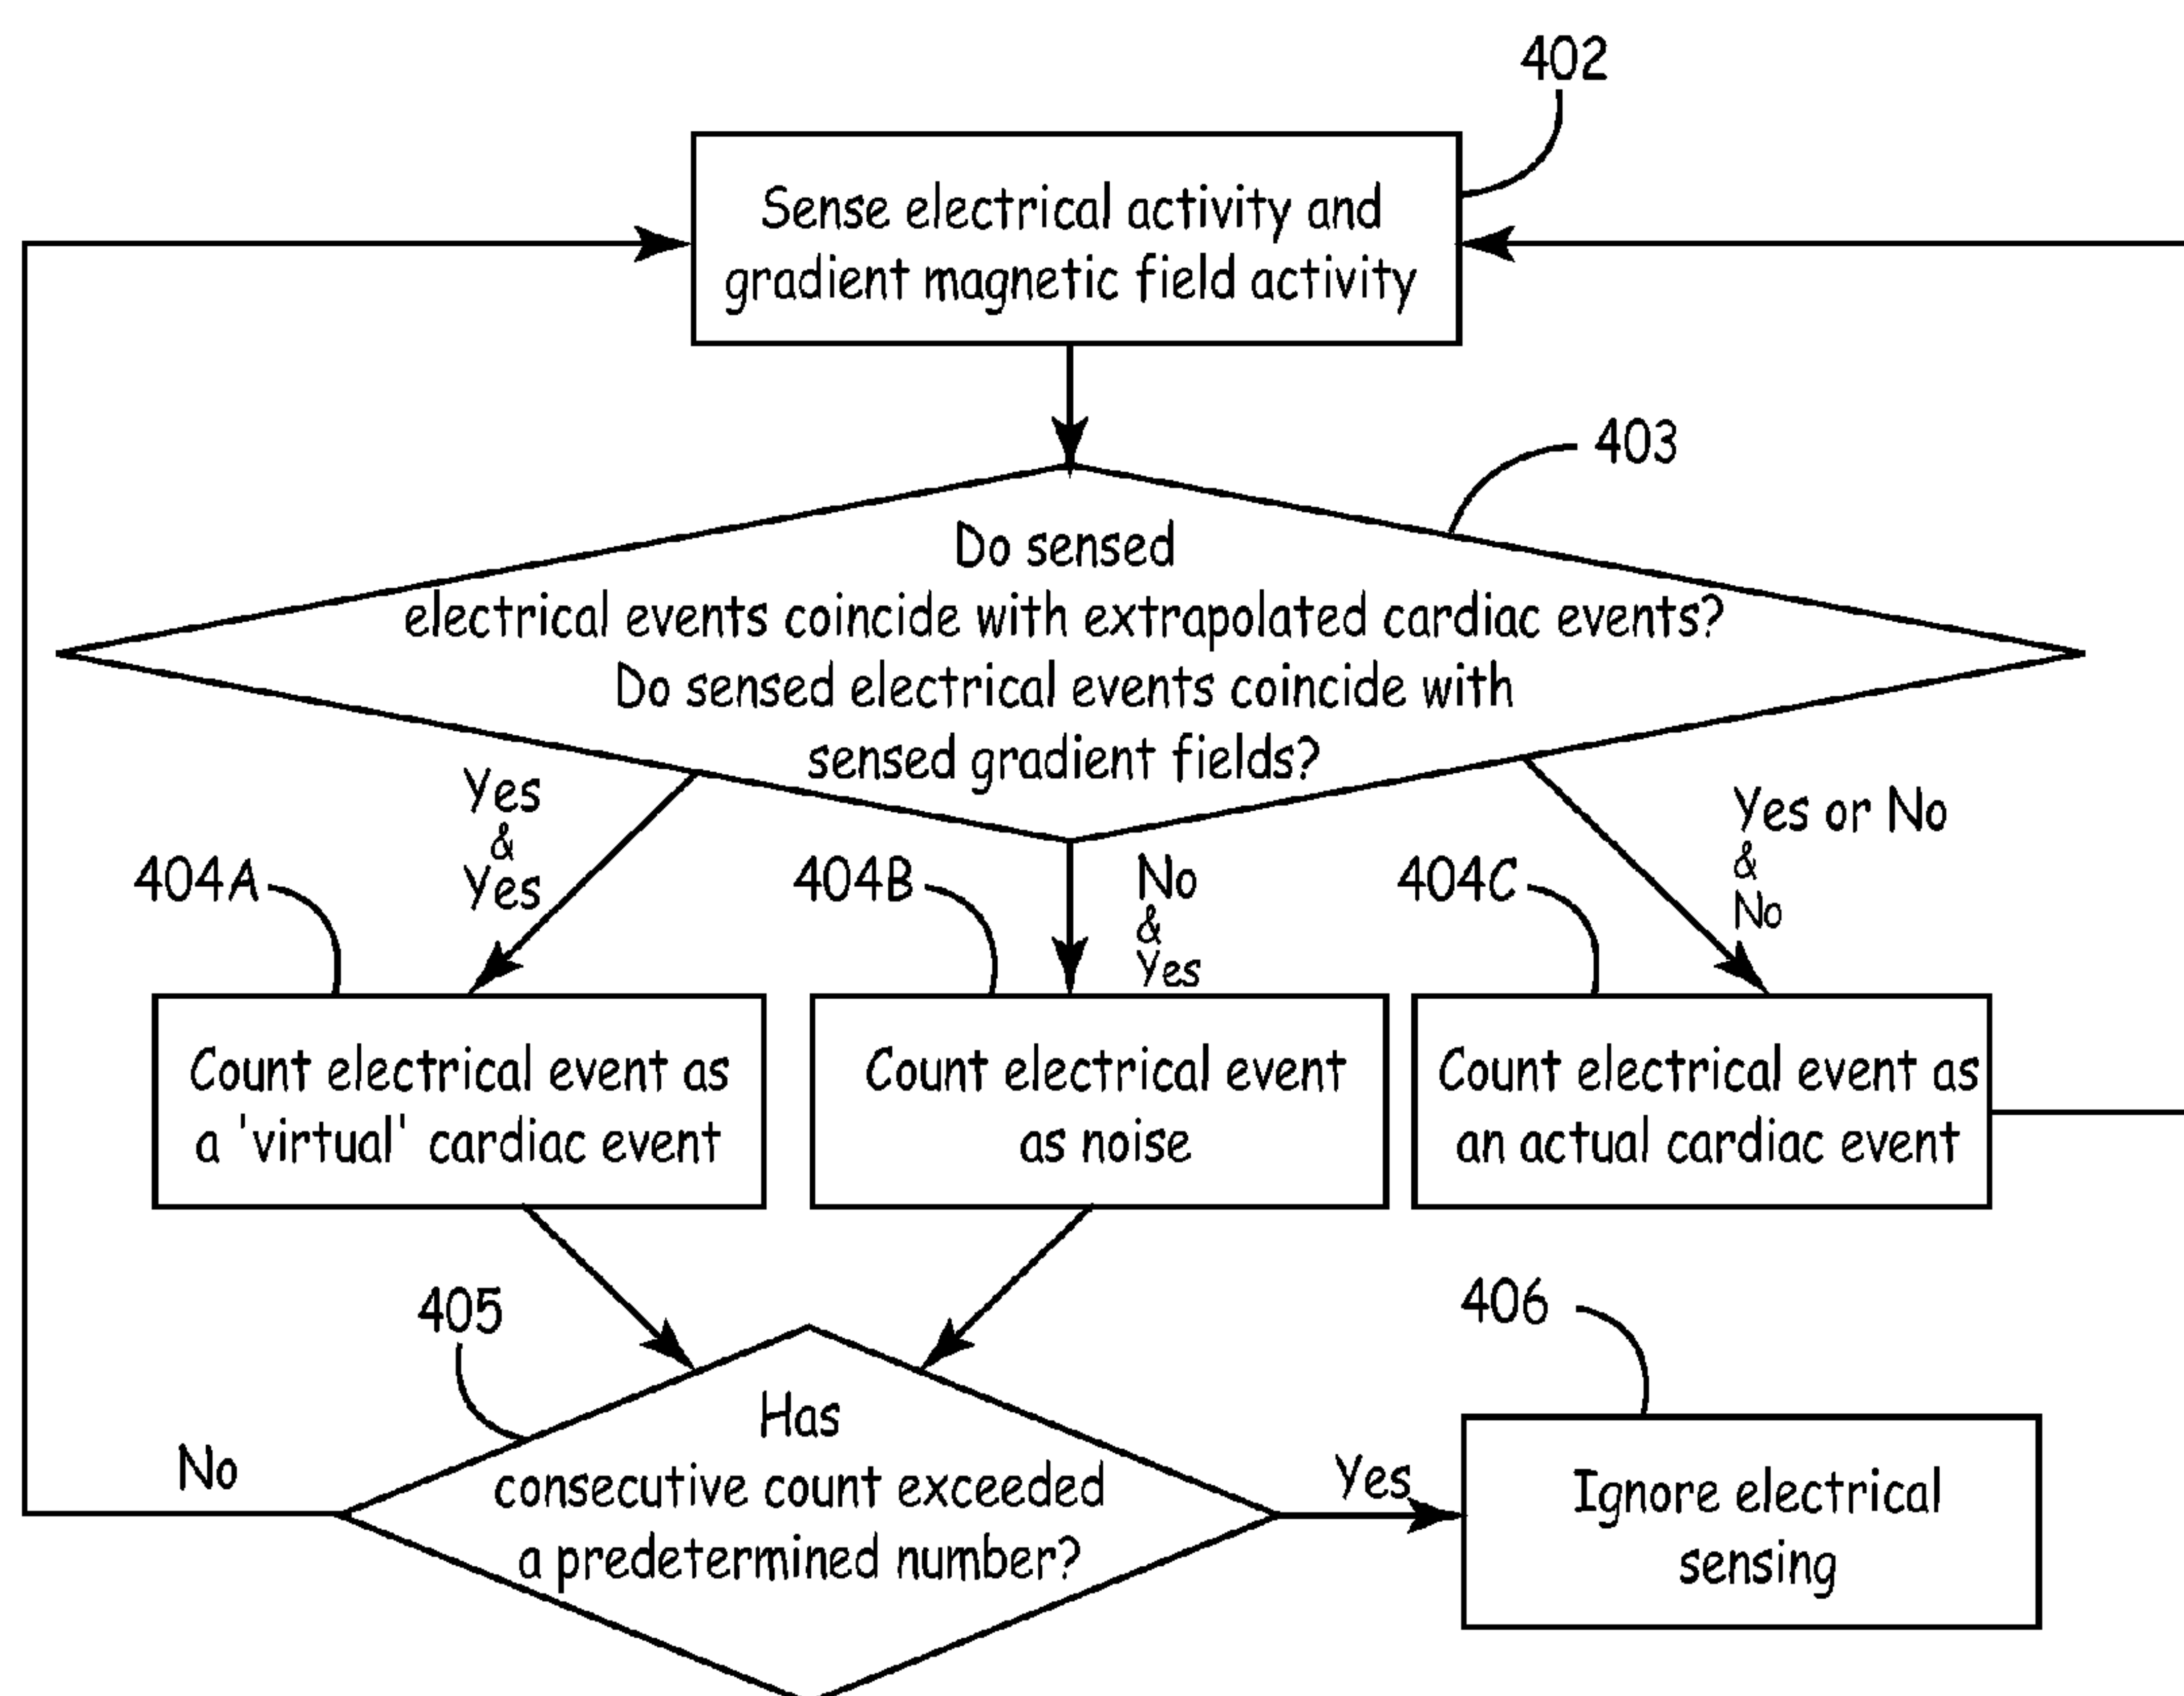 402
Sense electrical activity and
gradient magnetic field activity
403
Do sensed
electrical events coincide with extrapolated cardiac events?
Do sensed electrical events coincide with
sensed gradient fields?
Yes
&
Yes
No
&
Yes
Yes or No
&
No
404A
404B
404C
Count electrical event as
a 'virtual' cardiac event
Count electrical event
as noise
Count electrical event as
an actual cardiac event
405
406
Has
consecutive count exceeded
a predetermined number?
No
Yes
Ignore electrical
sensing